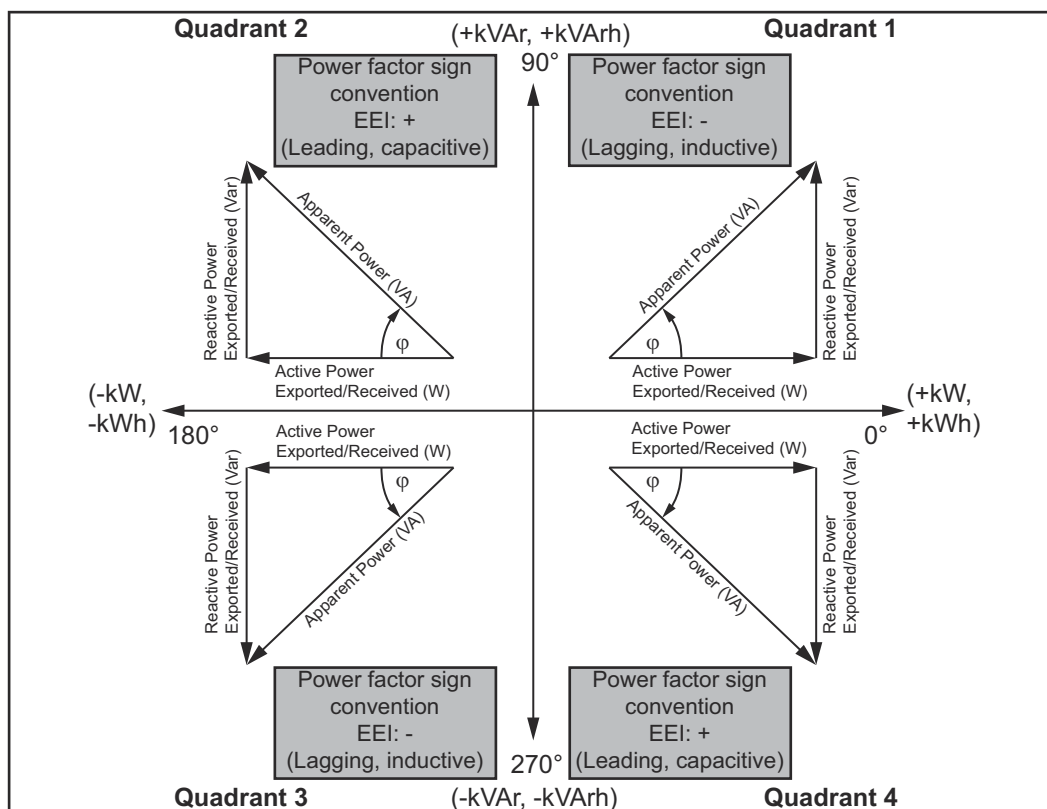 Quadrant 2
(+kVAr, +kVArh)
Quadrant 1
90°
Power factor sign
convention
EEI: +
(Leading, capacitive)
Power factor sign
convention
EEI: -
(Lagging, inductive)
Reactive Power
Exported/Received (Var)
Apparent Power (VA)
φ
Active Power
Exported/Received (W)
Apparent Power (VA)
φ
Active Power
Exported/Received (W)
Reactive Power
Exported/Received (Var)
(-kW,
-kWh)
180°
(+kW,
+kWh)
0°
Active Power
Exported/Received (W)
φ
Apparent Power (VA)
Reactive Power
Exported/Received (Var)
Active Power
Exported/Received (W)
φ
Apparent Power (VA)
Reactive Power
Exported/Received (Var)
Power factor sign
convention
EEI: -
(Lagging, inductive)
Power factor sign
convention
EEI: +
(Leading, capacitive)
270°
Quadrant 3
(-kVAr, -kVArh)
Quadrant 4